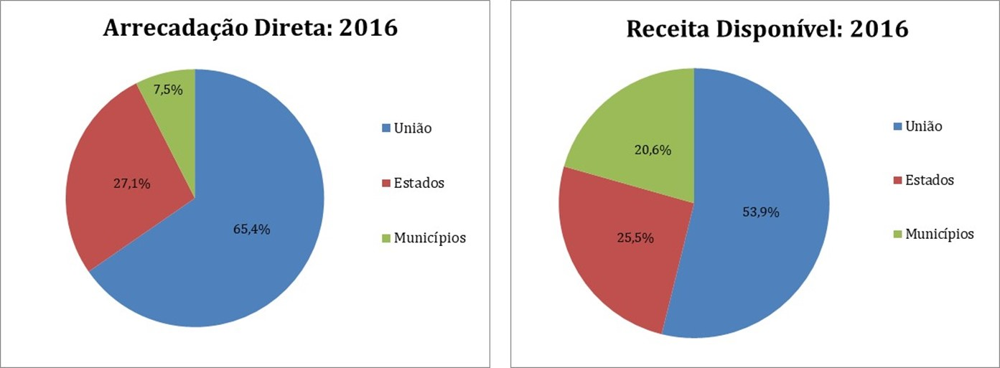 Arrecadação Direta: 2016
7,5%
27,1%
65,4%
União
Estados
Municípios
Receita Disponível: 2016
20,6%
25,5%
53,9%
União
Estados
Municípios